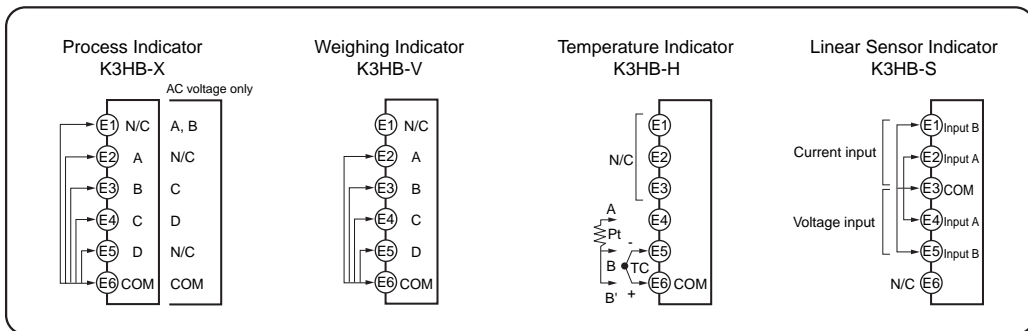 Process Indicator
K3HB-X
AC voltage only
E1 N/C A, B
E2 A N/C
E3 B C
E4 C D
E5 D N/C
E6 COM COM
Weighing Indicator
K3HB-V
E1 N/C
E2 A
E3 B
E4 C
E5 D
E6 COM
Temperature Indicator
K3HB-H
E1
N/C E2
E3
A E4
Pt
- E5
B TC
E6 COM
B' +
Linear Sensor Indicator
K3HB-S
E1 Input B
Current input E2 Input A
E3 COM
Voltage input E4 Input A
E5 Input B
N/C E6